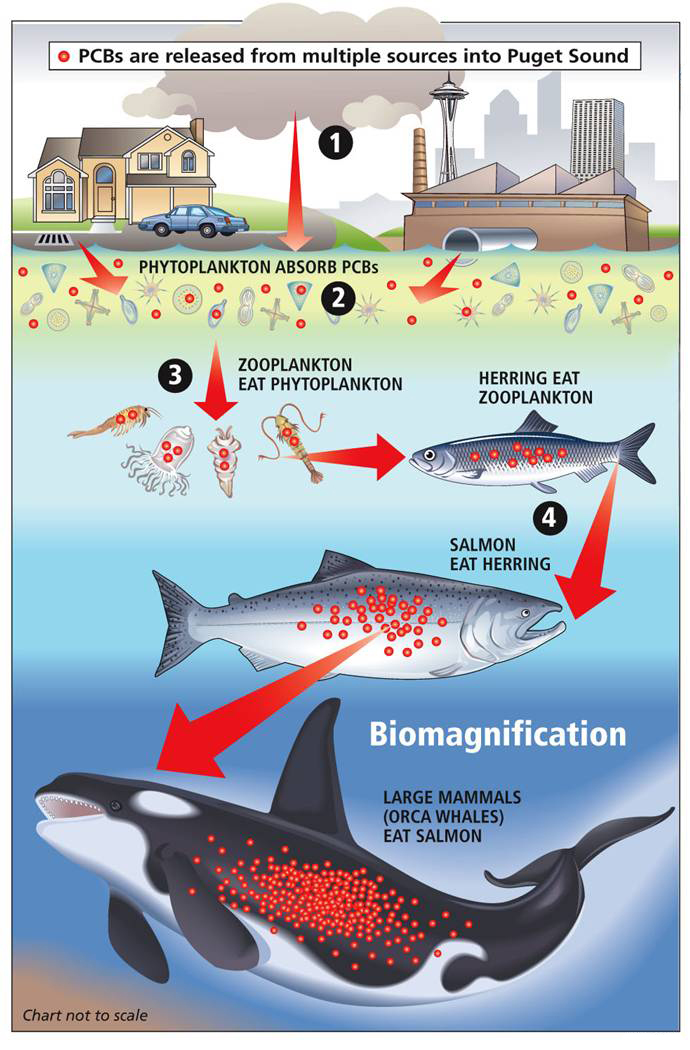 PCBs are released from multiple sources into Puget Sound
1
PHYTOPLANKTON ABSORB PCBs
2
3
ZOOPLANKTON
EAT PHYTOPLANKTON
HERRING EAT
ZOOPLANKTON
4
SALMON
EAT HERRING
Biomagnification
LARGE MAMMALS
(ORCA WHALES)
EAT SALMON
Chart not to scale